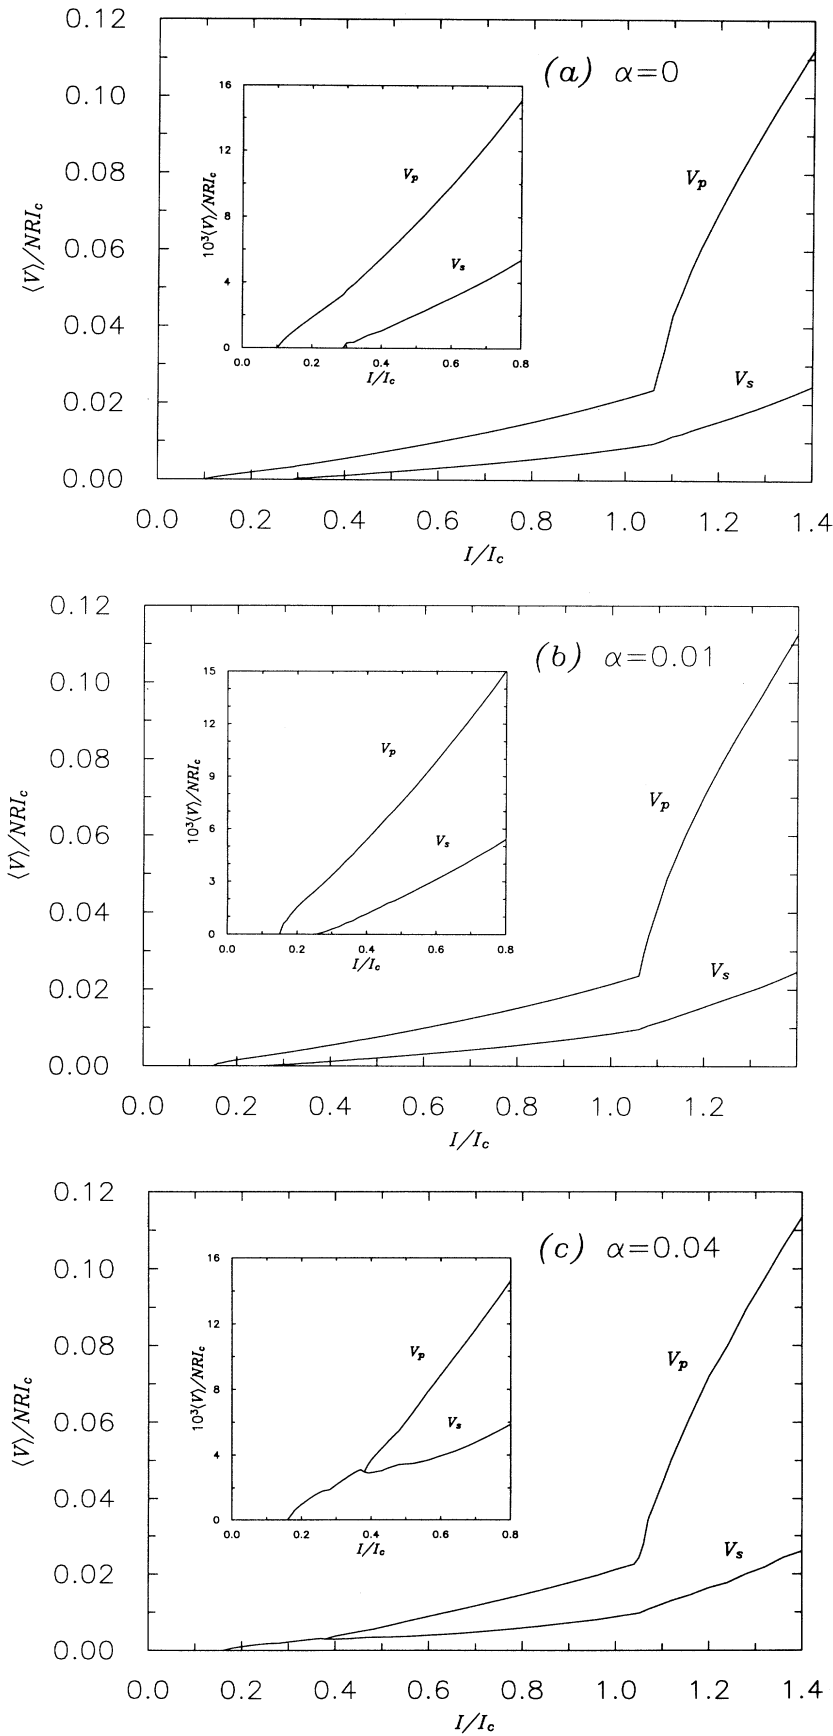 (a) α=0
⟨V⟩/NRI_c
0.12
0.10
0.08
0.06
0.04
0.02
0.00
0.0 0.2 0.4 0.6 0.8 1.0 1.2 1.4
I/I_c
V_p
V_s
10³⟨V⟩/NRI_c
16
12
8
4
0
0.0 0.2 0.4 0.6 0.8
I/I_c
V_p
V_s
(b) α=0.01
⟨V⟩/NRI_c
0.12
0.10
0.08
0.06
0.04
0.02
0.00
0.0 0.2 0.4 0.6 0.8 1.0 1.2
I/I_c
V_p
V_s
10³⟨V⟩/NRI_c
15
12
9
6
3
0
0.0 0.2 0.4 0.6 0.8
I/I_c
V_p
V_s
(c) α=0.04
⟨V⟩/NRI_c
0.12
0.10
0.08
0.06
0.04
0.02
0.00
0.0 0.2 0.4 0.6 0.8 1.0 1.2 1.4
I/I_c
V_p
V_s
10³⟨V⟩/NRI_c
16
12
8
4
0
0.0 0.2 0.4 0.6 0.8
I/I_c
V_p
V_s